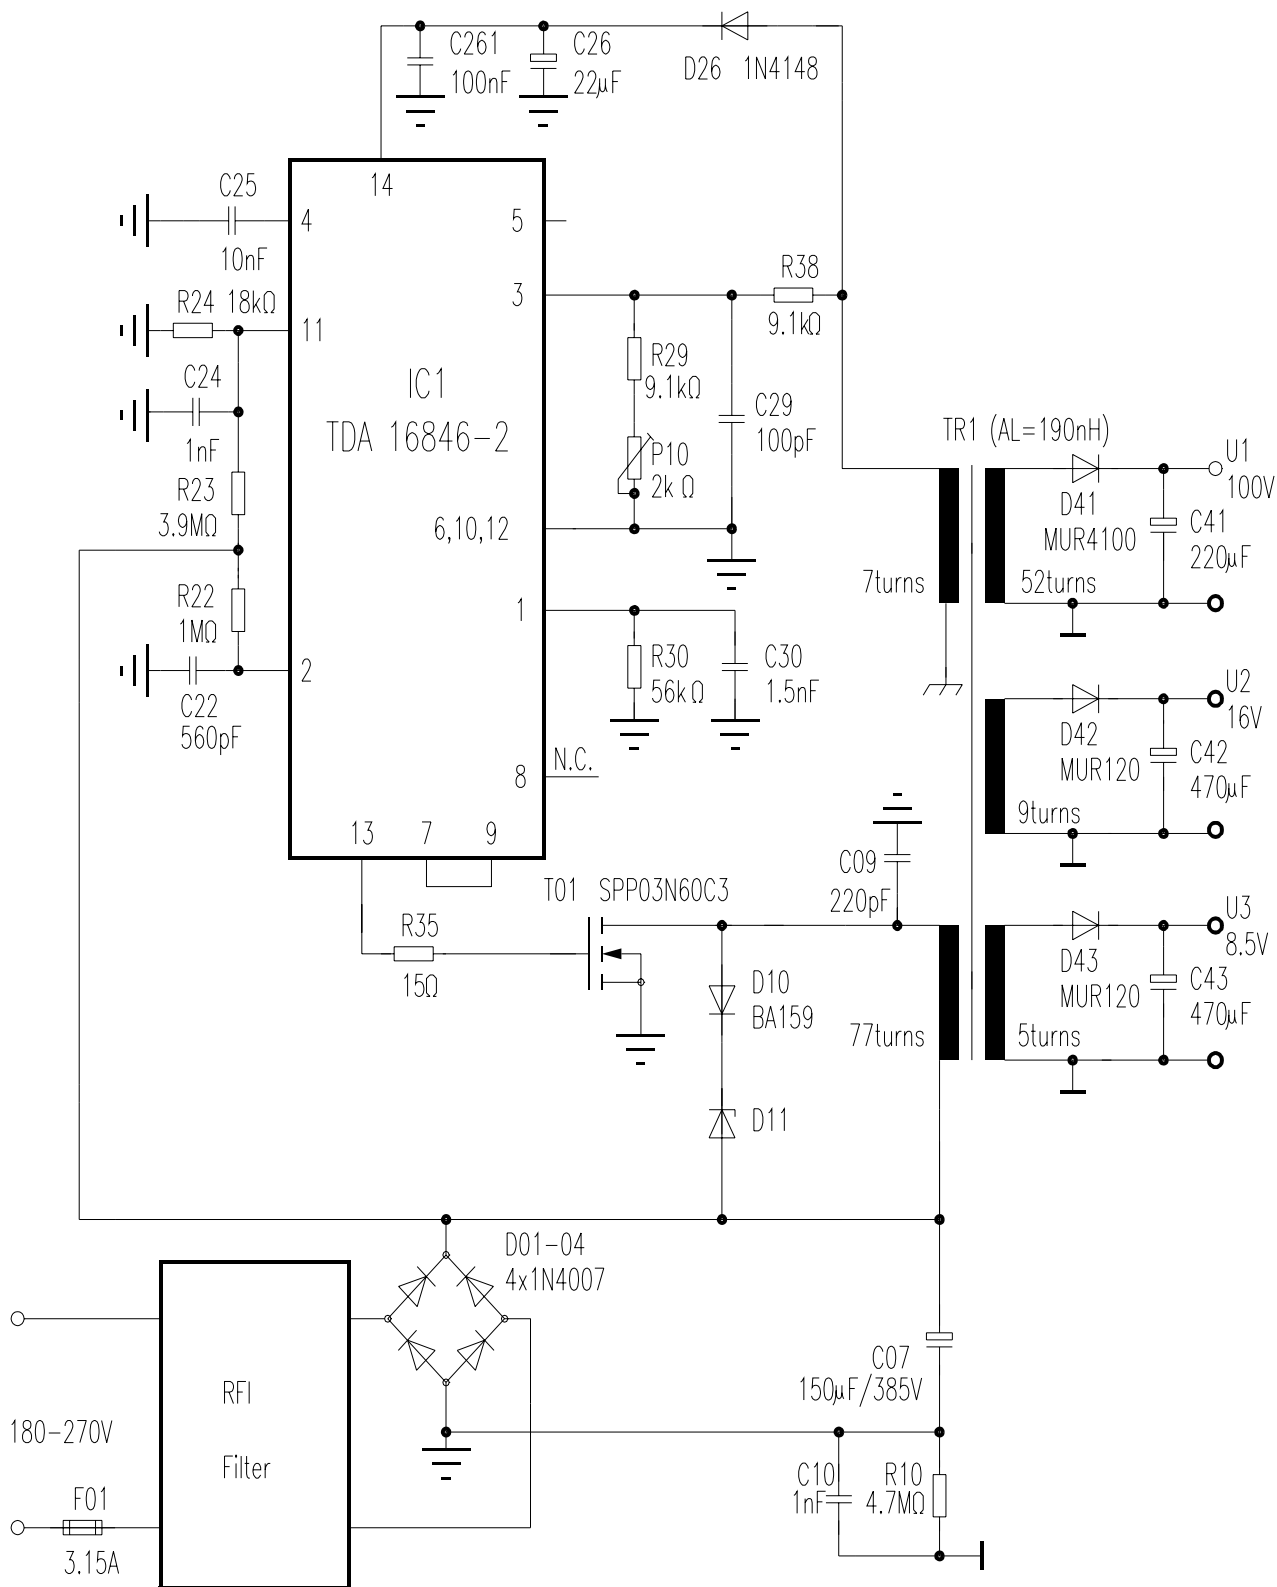 C261
100nF
C26
22µF
D26 1N4148
14
C25
4
10nF
5
R24 18kΩ
11
3
R38
9.1kΩ
C24
1nF
IC1
TDA 16846-2
R29
9.1kΩ
C29
100pF
P10
2kΩ
R23
3.9MΩ
6,10,12
TR1 (AL=190nH)
U1
100V
D41
MUR4100
C41
220µF
7turns
52turns
R22
1MΩ
1
2
C22
560pF
R30
56kΩ
C30
1.5nF
U2
16V
D42
MUR120
C42
470µF
9turns
8
N.C.
13
7
9
T01 SPP03N60C3
C09
220pF
R35
15Ω
D10
BA159
D11
U3
8.5V
D43
MUR120
C43
470µF
77turns
5turns
D01-04
4x1N4007
RFI
Filter
180-270V
F01
3.15A
C07
150µF/385V
C10
1nF
R10
4.7MΩ